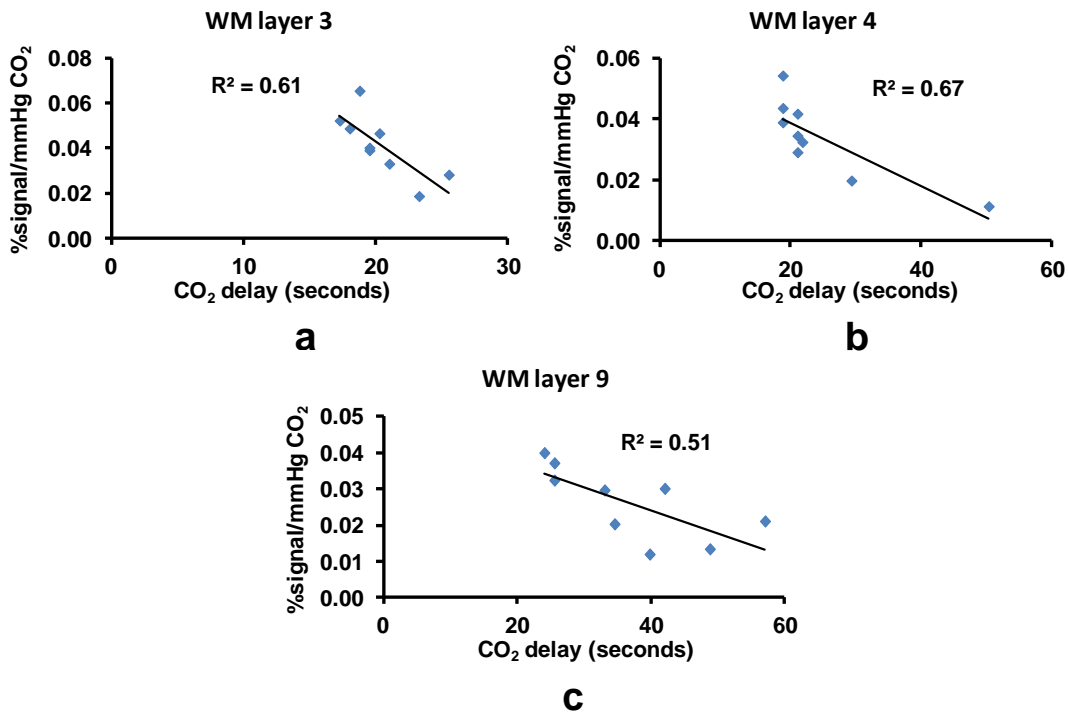 WM layer 3
%signal/mmHg CO₂
0.08
0.06
0.04
0.02
0.00
R² = 0.61
0 10 20 30
CO₂ delay (seconds)
a
WM layer 4
%signal/mmHg CO₂
0.06
0.04
0.02
0.00
R² = 0.67
0 20 40 60
CO₂ delay (seconds)
b
WM layer 9
%signal/mmHg CO₂
0.05
0.04
0.03
0.02
0.01
0.00
R² = 0.51
0 20 40 60
CO₂ delay (seconds)
c